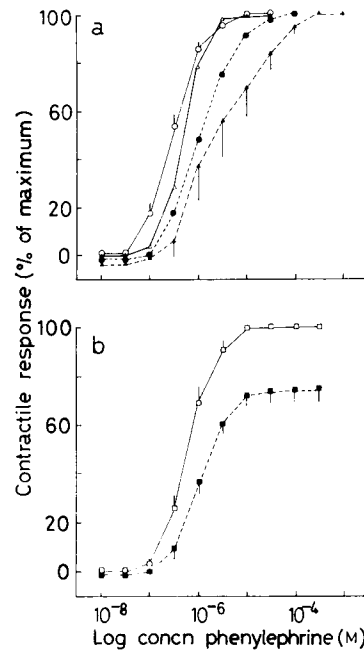 a
100
60
20
0
b
100
60
20
0
Contractile response (% of maximum)
10⁻⁸ 10⁻⁶ 10⁻⁴
Log concn phenylephrine (M)